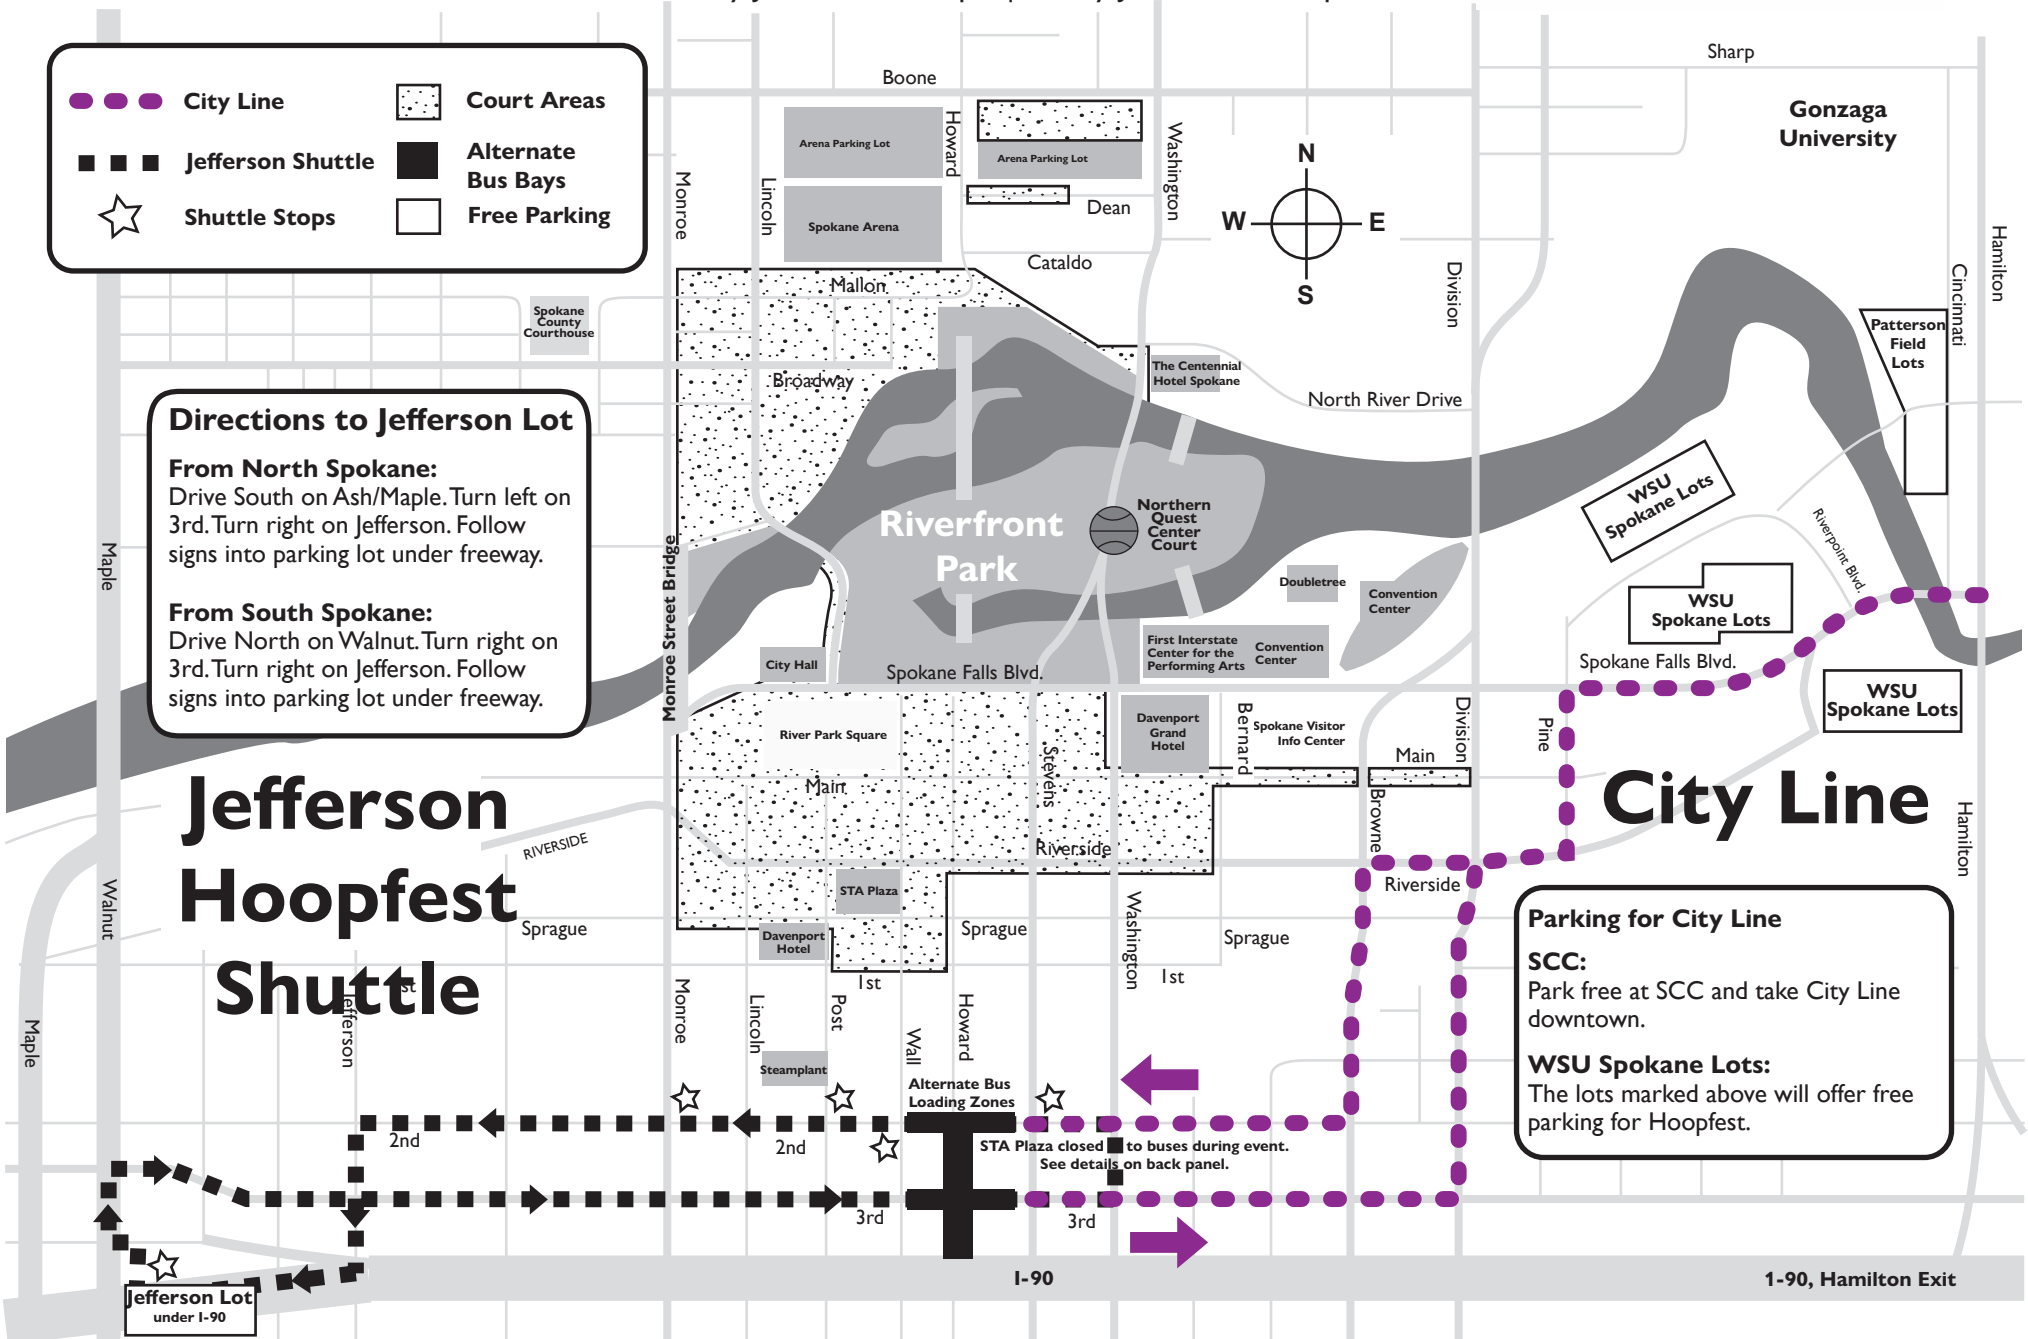 City Line
Jefferson Shuttle
Shuttle Stops
Court Areas
Alternate
Bus Bays
Free Parking
Boone
Sharp
Gonzaga
University
Howard
Washington
Monroe
Lincoln
Arena Parking Lot
Arena Parking Lot
Spokane Arena
Dean
Cataldo
Mallon
N
W
E
S
Division
Hamilton
Cincinnati
Spokane
County
Courthouse
Broadway
The Centennial
Hotel Spokane
North River Drive
Patterson
Field
Lots
Directions to Jefferson Lot
From North Spokane:
Drive South on Ash/Maple. Turn left on
3rd. Turn right on Jefferson. Follow
signs into parking lot under freeway.
From South Spokane:
Drive North on Walnut. Turn right on
3rd. Turn right on Jefferson. Follow
signs into parking lot under freeway.
Maple
Monroe Street Bridge
Riverfront
Park
Northern
Quest
Center
Court
WSU
Spokane Lots
Riverpoint Blvd.
Doubletree
Convention
Center
WSU
Spokane Lots
City Hall
Spokane Falls Blvd.
First Interstate
Center for the
Performing Arts
Convention
Center
Spokane Falls Blvd.
WSU
Spokane Lots
River Park Square
Main
Stevens
Davenport
Grand
Hotel
Bernard
Spokane Visitor
Info Center
Main
Division
Pine
Browne
Jefferson
Hoopfest
Shuttle
City Line
Hamilton
RIVERSIDE
Riverside
Riverside
Walnut
STA Plaza
Sprague
Davenport
Hotel
Sprague
Washington
Sprague
1st
1st
Maple
Jefferson
Monroe
Lincoln
Post
Wall
Howard
Steamplant
Parking for City Line
SCC:
Park free at SCC and take City Line
downtown.
WSU Spokane Lots:
The lots marked above will offer free
parking for Hoopfest.
Alternate Bus
Loading Zones
2nd
2nd
STA Plaza closed to buses during event.
See details on back panel.
3rd
3rd
Jefferson Lot
under I-90
I-90
1-90, Hamilton Exit